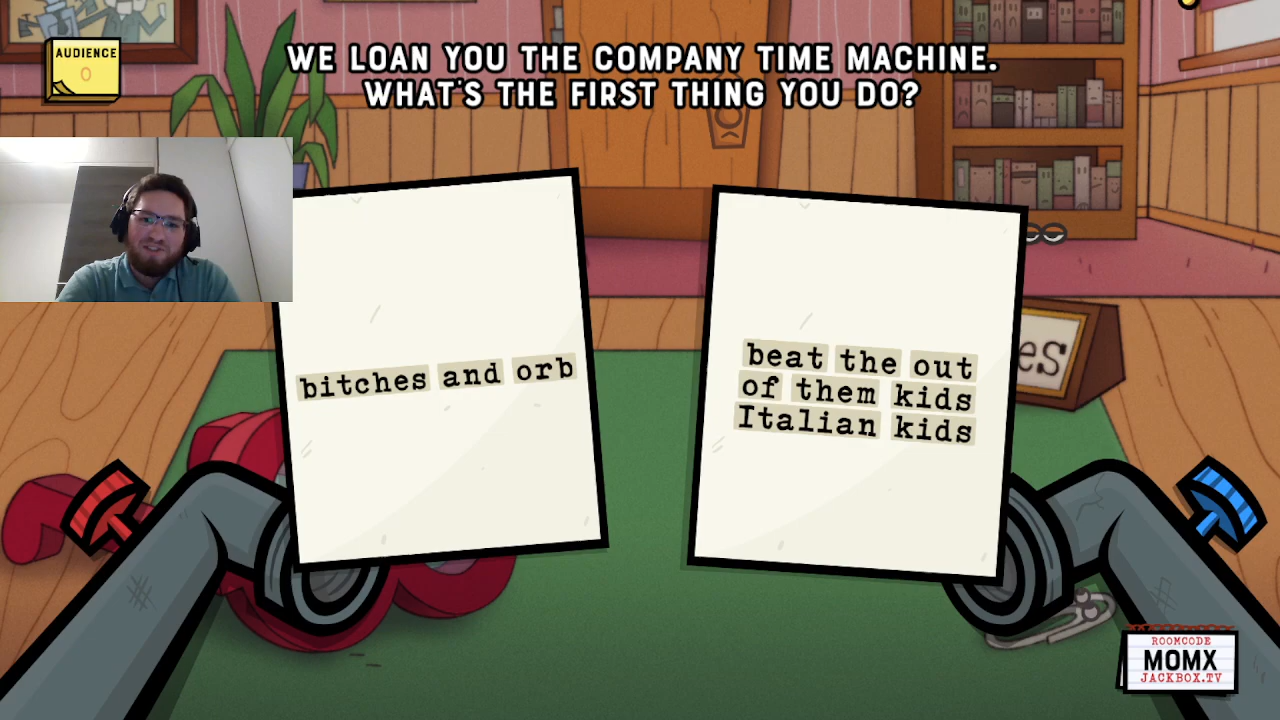 AUDIENCE
0
WE LOAN YOU THE COMPANY TIME MACHINE.
WHAT'S THE FIRST THING YOU DO?
bitches and orb
beat the out
of them kids
Italian kids
es
ROOMCODE
MOMX
JACKBOX.TV